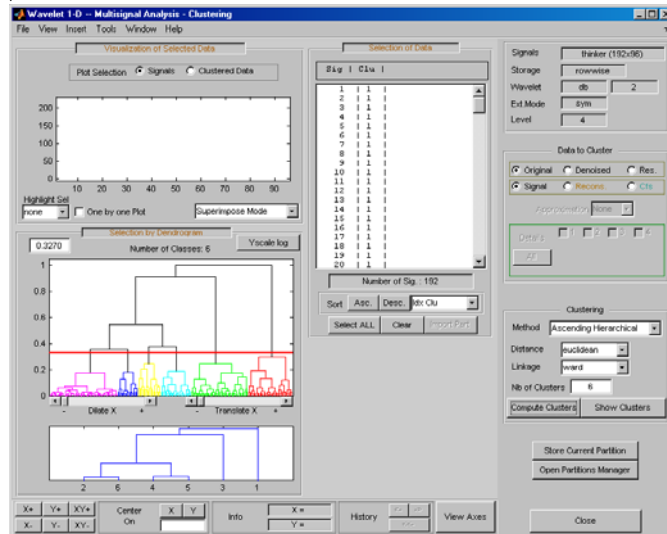 Wavelet 1-D -- Multisignal Analysis - Clustering
File View Insert Tools Window Help
Visualization of Selected Data
Plot Selection Signals Clustered Data
200
150
100
50
0
10 20 30 40 50 60 70 80 90
Highlight Sel
none One by one Plot Superimpose Mode
Selection by Dendrogram
0.3270 Number of Classes: 6 Yscale log
1
0.8
0.6
0.4
0.2
0
- Dilate X + - Translate X +
2 6 4 5 3 1
Selection of Data
Sig | Clu |
1 | 1 |
2 | 1 |
3 | 1 |
4 | 1 |
5 | 1 |
6 | 1 |
7 | 1 |
8 | 1 |
9 | 1 |
10 | 1 |
11 | 1 |
12 | 1 |
13 | 1 |
14 | 1 |
15 | 1 |
16 | 1 |
17 | 1 |
18 | 1 |
19 | 1 |
20 | 1 |
Number of Sig. : 192
Sort Asc. Desc. Idx Clu
Select ALL Clear Import Part
Signals thinker (192x96)
Storage rowwise
Wavelet db 2
Ext.Mode sym
Level 4
Data to Cluster
Original Denoised Res.
Signal Recons. Cfs
Approximation None
Details 1 2 3 4
All
Clustering
Method Ascending Hierarchical
Distance euclidean
Linkage ward
Nb of Clusters 6
Compute Clusters Show Clusters
Store Current Partition
Open Partitions Manager
Close
X+ Y+ XY+
X- Y- XY-
Center
On
X Y
Info
X =
Y =
History
<- ->
<<-
View Axes